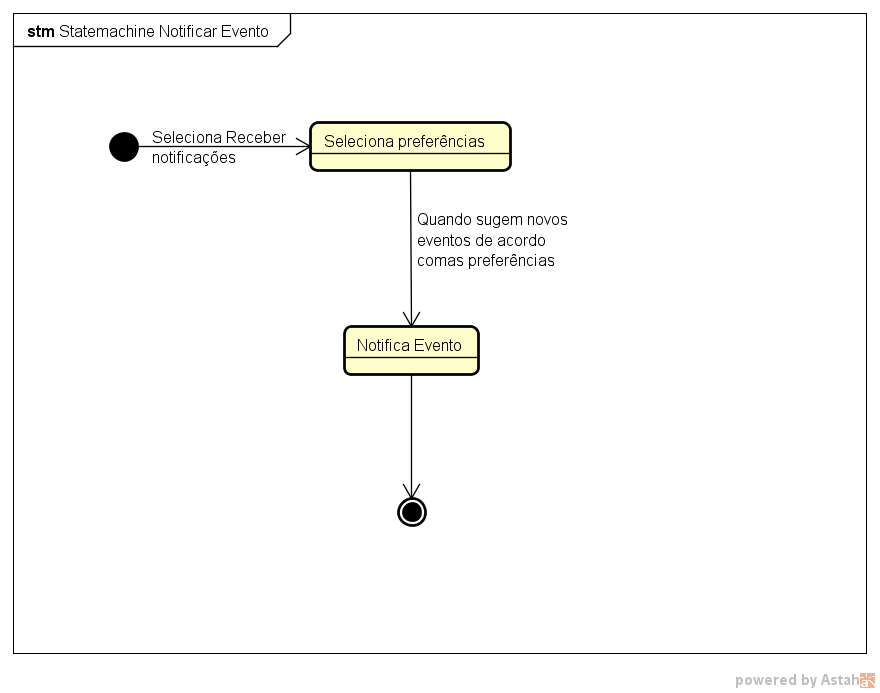 stm Statemachine Notificar Evento
Seleciona Receber
notificações
Seleciona preferências
Quando sugem novos
eventos de acordo
comas preferências
Notifica Evento
powered by Astah